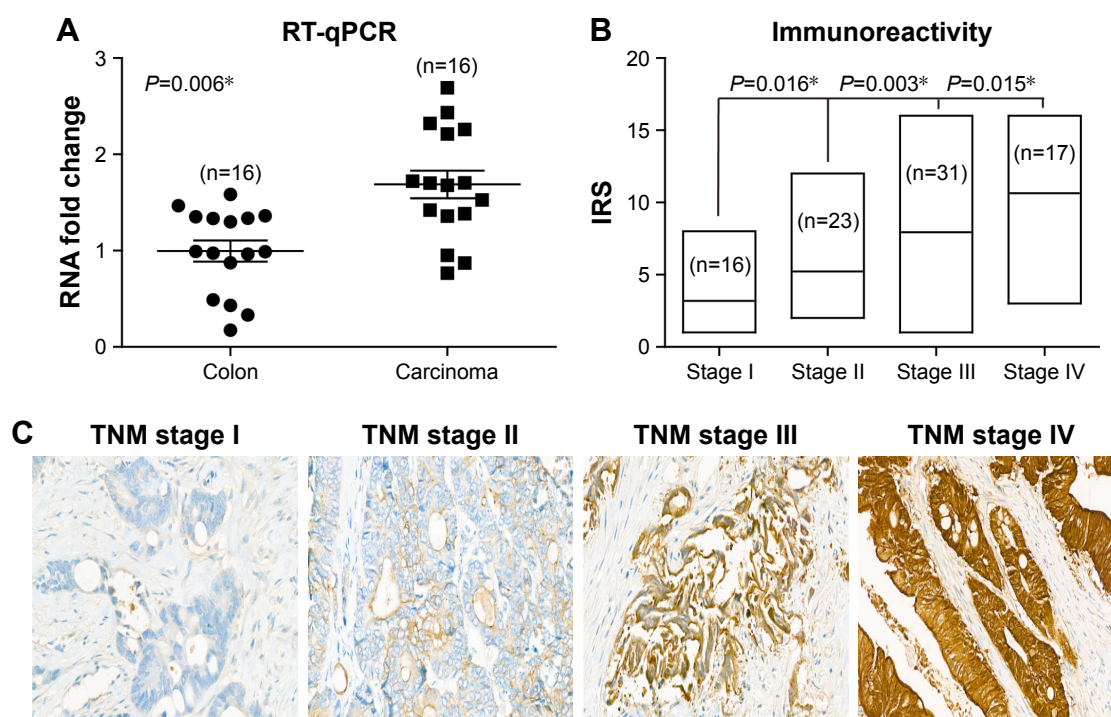 A
RT-qPCR
RNA fold change
3
2
1
0
P=0.006*
(n=16)
(n=16)
Colon
Carcinoma
B
Immunoreactivity
IRS
20
15
10
5
0
P=0.016*
P=0.003*
P=0.015*
(n=16)
(n=23)
(n=31)
(n=17)
Stage I
Stage II
Stage III
Stage IV
C
TNM stage I
TNM stage II
TNM stage III
TNM stage IV